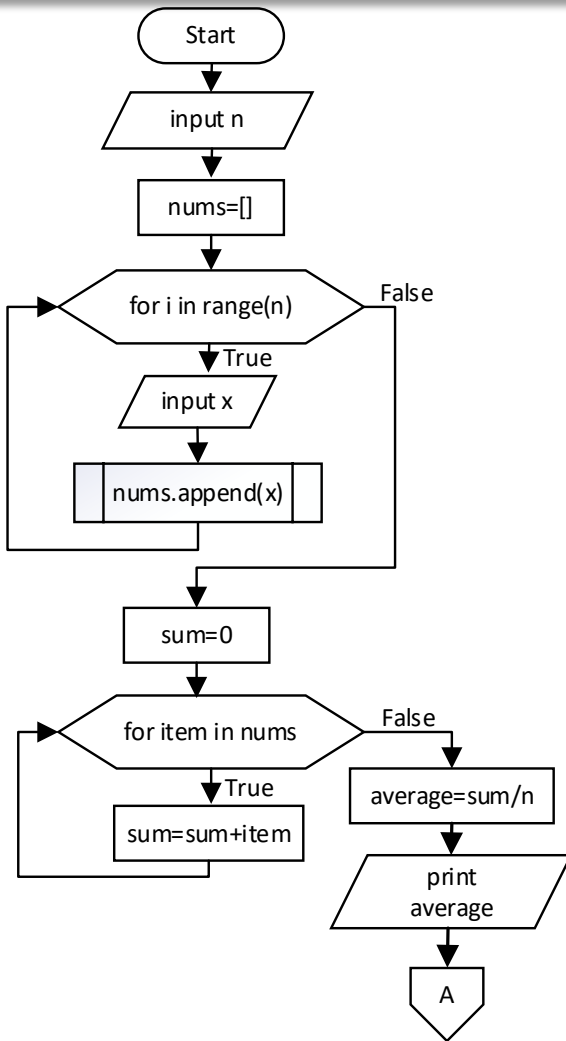 Start
input n
nums=[]
for i in range(n)
False
True
input x
nums.append(x)
sum=0
for item in nums
False
True
average=sum/n
sum=sum+item
print
average
A